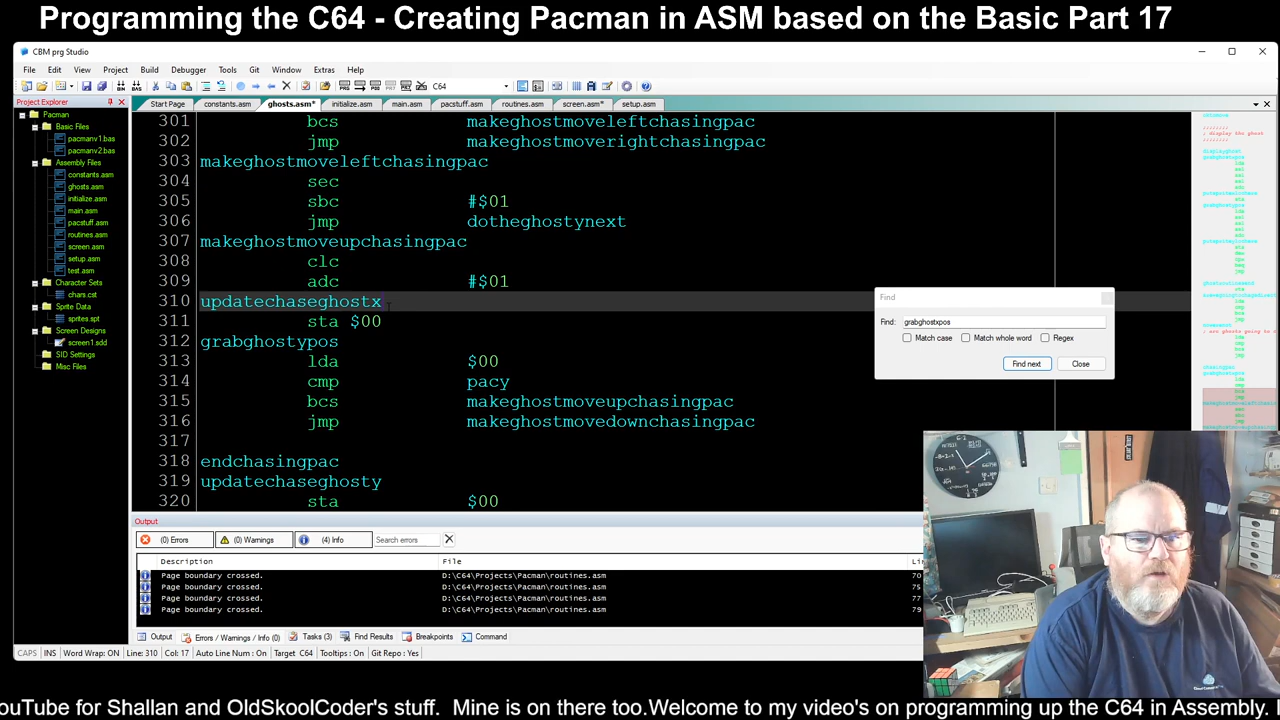 Programming the C64 - Creating Pacman in ASM based on the Basic Part 17
CBM prg Studio
File Edit View Project Build Debugger Tools Git Window Extras Help
C64
Project Explorer
Start Page constants.asm ghosts.asm* initialize.asm main.asm pacstuff.asm routines.asm screen.asm* setup.asm
Pacman
Basic Files
pacmanv1.bas
pacmanv2.bas
Assembly Files
constants.asm
ghosts.asm
initialize.asm
main.asm
pacstuff.asm
routines.asm
screen.asm
setup.asm
test.asm
Character Sets
chars.cst
Sprite Data
sprites.spt
Screen Designs
screen1.sdd
SID Settings
Misc Files
301 bcs makeghostmoveleftchasingpac
302 jmp makeghostmoverightchasingpac
303 makeghostmoveleftchasingpac
304 sec
305 sbc #$01
306 jmp dotheghostynext
307 makeghostmoveupchasingpac
308 clc
309 adc #$01
310 updatechaseghostx
311 sta $00
312 grabghostypos
313 lda $00
314 cmp pacy
315 bcs makeghostmoveupchasingpac
316 jmp makeghostmovedownchasingpac
317
318 endchasingpac
319 updatechaseghosty
320 sta $00
Find
Find: grabghostxpos
Match case Match whole word Regex
Find next Close
Output
(0) Errors (0) Warnings (4) Info Search errors
Description File
Page boundary crossed. D:\C64\Projects\Pacman\routines.asm 70
Page boundary crossed. D:\C64\Projects\Pacman\routines.asm 75
Page boundary crossed. D:\C64\Projects\Pacman\routines.asm 77
Page boundary crossed. D:\C64\Projects\Pacman\routines.asm 79
Output Errors / Warnings / Info (0) Tasks (3) Find Results Breakpoints Command
CAPS INS Word Wrap: On Line: 310 Col: 17 Auto Line Num : On Target C64 Tooltips : On Git Repo : Yes
ouTube for Shallan and OldSkoolCoder's stuff. Mine is on there too.Welcome to my video's on programming up the C64 in Assembly.